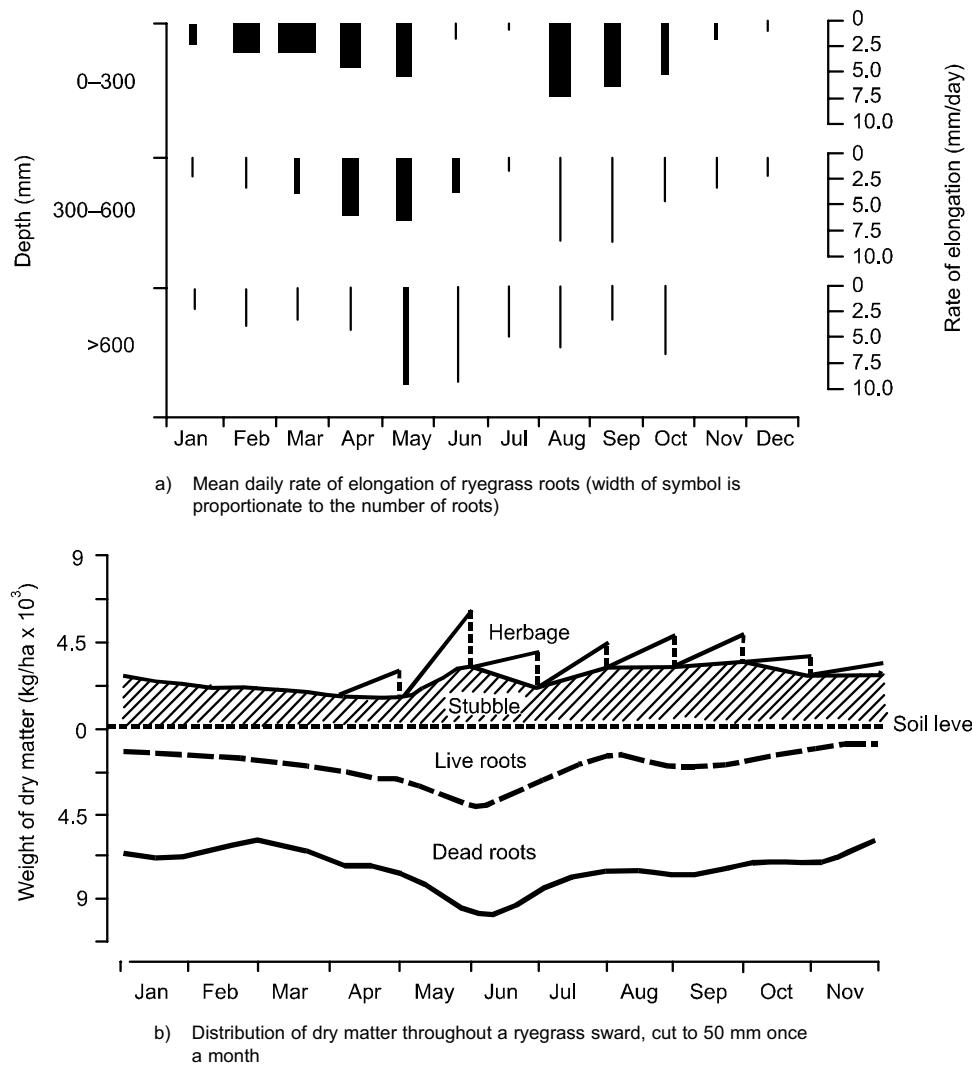 0
2.5
5.0
7.5
10.0
0–300
0
2.5
5.0
7.5
10.0
300–600
0
2.5
5.0
7.5
10.0
>600
Depth (mm)
Rate of elongation (mm/day)
Jan Feb Mar Apr May Jun Jul Aug Sep Oct Nov Dec
a) Mean daily rate of elongation of ryegrass roots (width of symbol is
proportionate to the number of roots)
9
4.5
0
4.5
9
Weight of dry matter (kg/ha x 10³)
Herbage
Stubble
Soil leve
Live roots
Dead roots
Jan Feb Mar Apr May Jun Jul Aug Sep Oct Nov
b) Distribution of dry matter throughout a ryegrass sward, cut to 50 mm once
a month